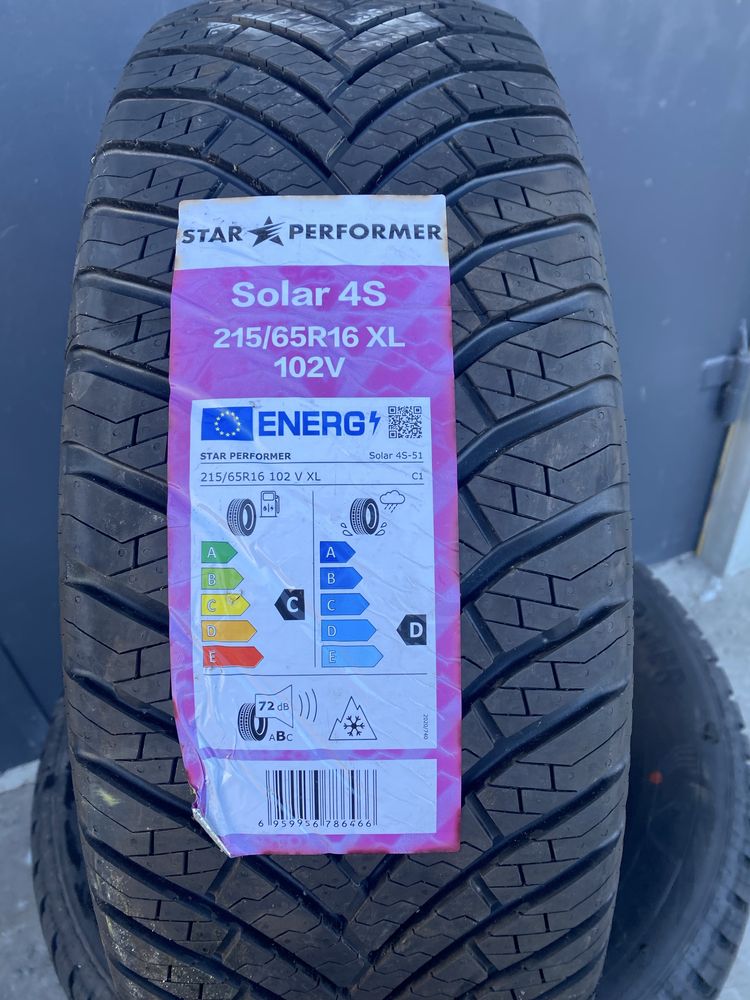 STAR PERFORMER
Solar 4S
215/65R16 XL
102V
ENERG
STAR PERFORMER Solar 4S-51
215/65R16 102 V XL C1
A A
B B
C C C
D D D
E E
72 dB
ABC
2020/740
6 959956 786466